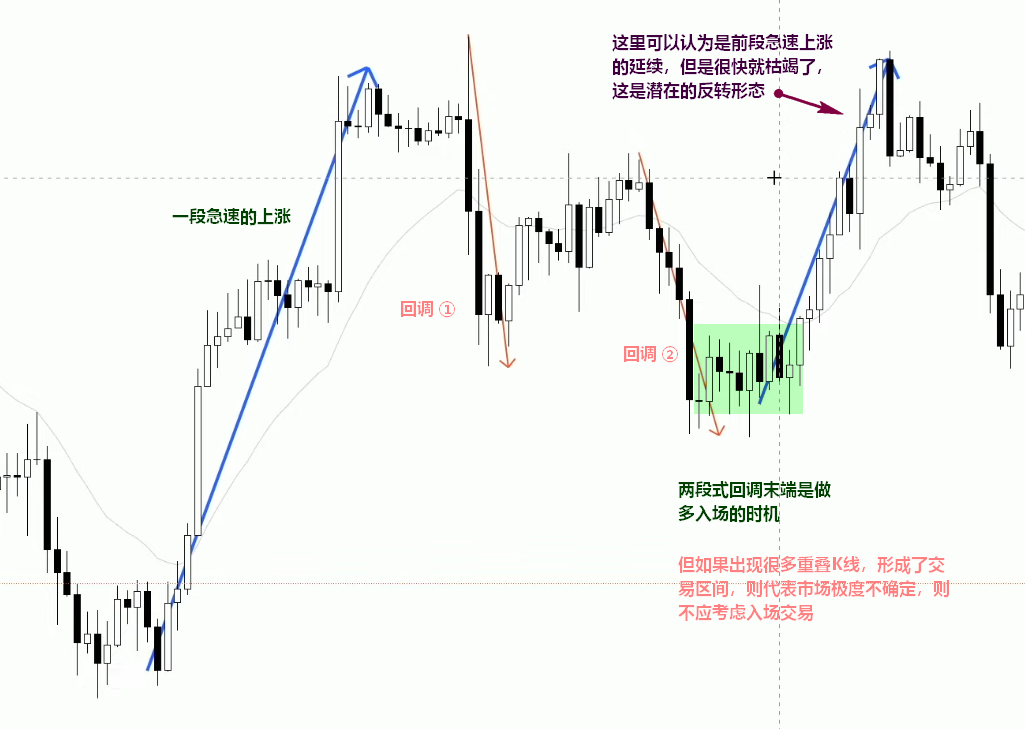 这里可以认为是前段急速上涨
的延续，但是很快就枯竭了，
这是潜在的反转形态
一段急速的上涨
回调 ①
回调 ②
两段式回调末端是做
多入场的时机
但如果出现很多重叠K线，形成了交
易区间，则代表市场极度不确定，则
不应考虑入场交易